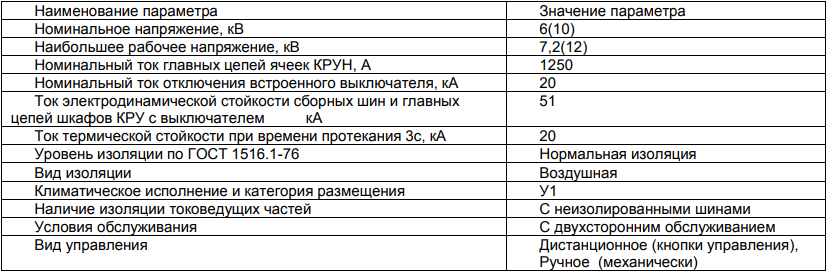 Наименование параметра Значение параметра
Номинальное напряжение, кВ 6(10)
Наибольшее рабочее напряжение, кВ 7,2(12)
Номинальный ток главных цепей ячеек КРУН, А 1250
Номинальный ток отключения встроенного выключателя, кА 20
Ток электродинамической стойкости сборных шин и главных 51
цепей шкафов КРУ с выключателем кА
Ток термической стойкости при времени протекания 3с, кА 20
Уровень изоляции по ГОСТ 1516.1-76 Нормальная изоляция
Вид изоляции Воздушная
Климатическое исполнение и категория размещения У1
Наличие изоляции токоведущих частей С неизолированными шинами
Условия обслуживания С двухсторонним обслуживанием
Вид управления Дистанционное (кнопки управления),
Ручное (механически)